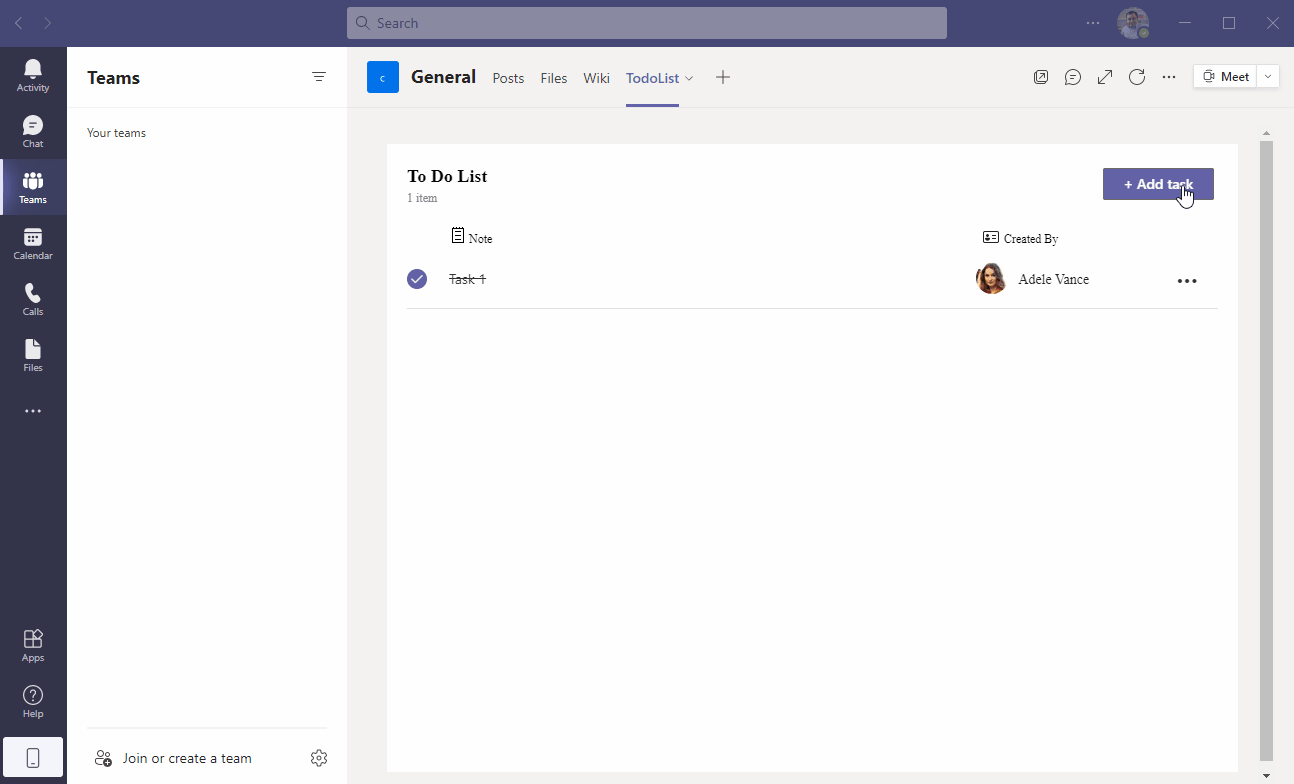 Search
Activity
Chat
Teams
Calendar
Calls
Files
Apps
Help
Teams
Your teams
Join or create a team
c
General
Posts
Files
Wiki
TodoList
Meet
To Do List
1 item
+ Add task
Note
Created By
Task 1
Adele Vance